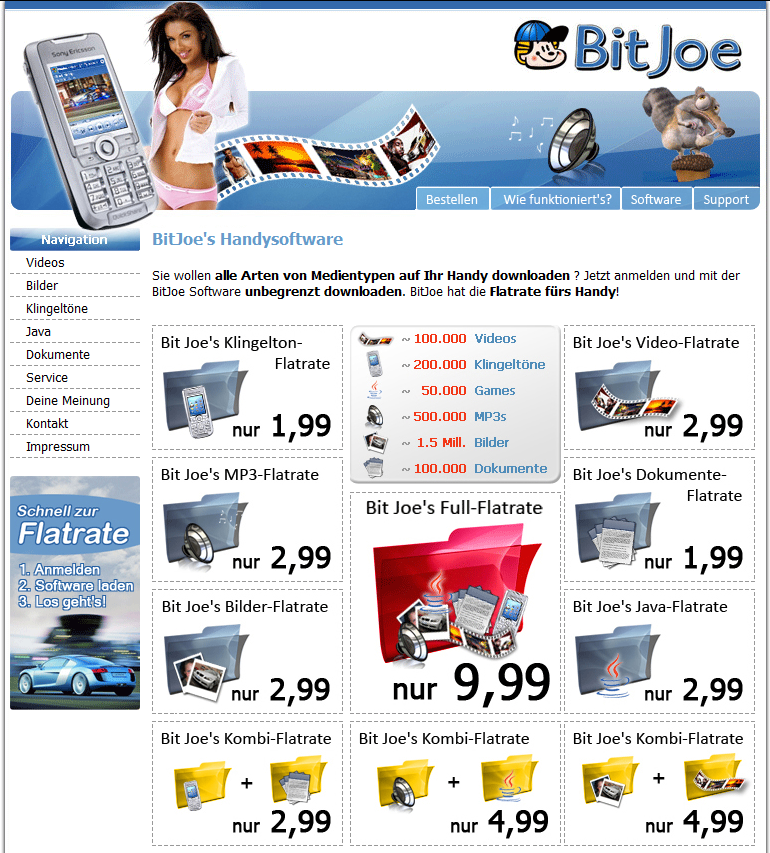 BitJoe
Sony Ericsson
Bestellen
Wie funktioniert's?
Software
Support
Navigation
Videos
Bilder
Klingeltöne
Java
Dokumente
Service
Deine Meinung
Kontakt
Impressum
Schnell zur
Flatrate
1. Anmelden
2. Software laden
3. Los geht's!
BitJoe's Handysoftware
Sie wollen alle Arten von Medientypen auf Ihr Handy downloaden ? Jetzt anmelden und mit der
BitJoe Software unbegrenzt downloaden. BitJoe hat die Flatrate fürs Handy!
Bit Joe's Klingelton-
Flatrate
nur 1,99
~ 100.000 Videos
~ 200.000 Klingeltöne
~ 50.000 Games
~ 500.000 MP3s
~ 1.5 Mill. Bilder
~ 100.000 Dokumente
Bit Joe's Video-Flatrate
nur 2,99
Bit Joe's MP3-Flatrate
nur 2,99
Bit Joe's Full-Flatrate
nur 9,99
Bit Joe's Dokumente-
Flatrate
nur 1,99
Bit Joe's Bilder-Flatrate
nur 2,99
Bit Joe's Java-Flatrate
nur 2,99
Bit Joe's Kombi-Flatrate
+
nur 2,99
Bit Joe's Kombi-Flatrate
+
nur 4,99
Bit Joe's Kombi-Flatrate
+
nur 4,99